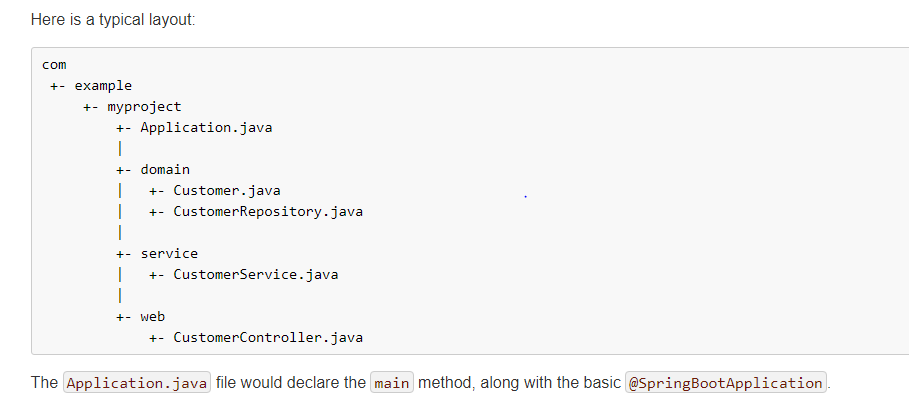 Here is a typical layout:
com
 +- example
     +- myproject
         +- Application.java
         |
         +- domain
         |   +- Customer.java
         |   +- CustomerRepository.java
         |
         +- service
         |   +- CustomerService.java
         |
         +- web
             +- CustomerController.java
The Application.java file would declare the main method, along with the basic @SpringBootApplication.